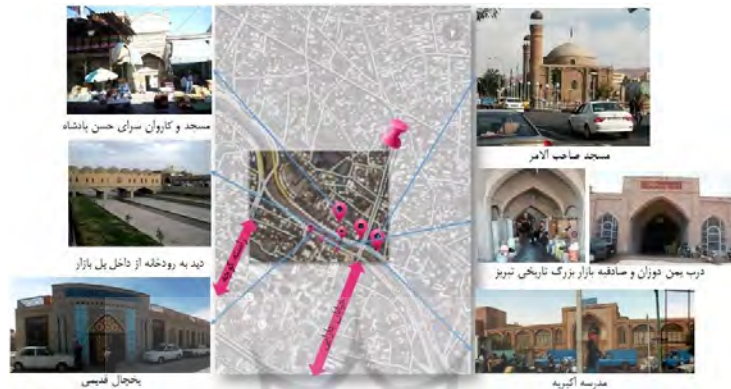 مسجد صاحب الامر
مسجد و کاروان سرای حسن پادشاه
درب یمن دوزان و صادقیه بازار بزرگ تاریخی تبریز
دید به رودخانه از داخل پل بازار
مدرسه اکبریه
یخچال قدیمی